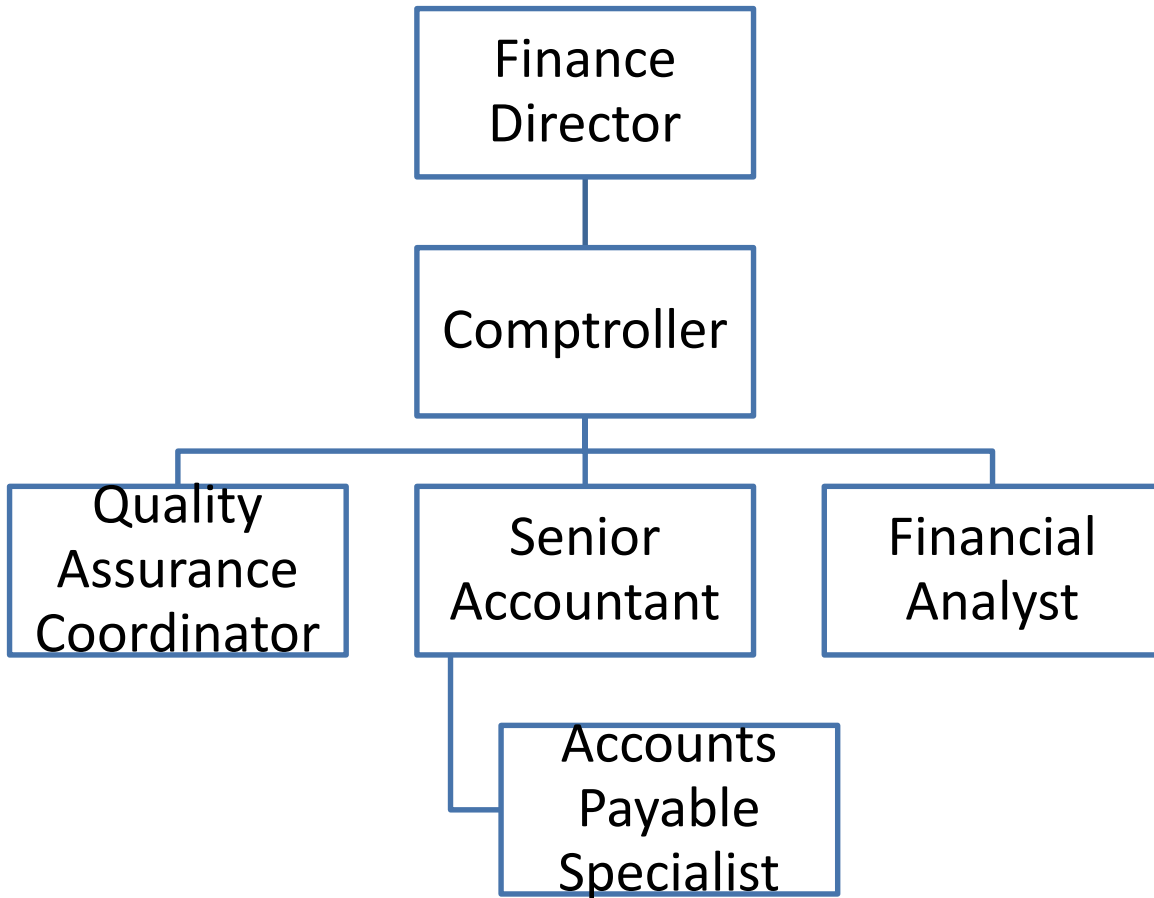 Finance
Director
Comptroller
Quality
Assurance
Coordinator
Senior
Accountant
Financial
Analyst
Accounts
Payable
Specialist